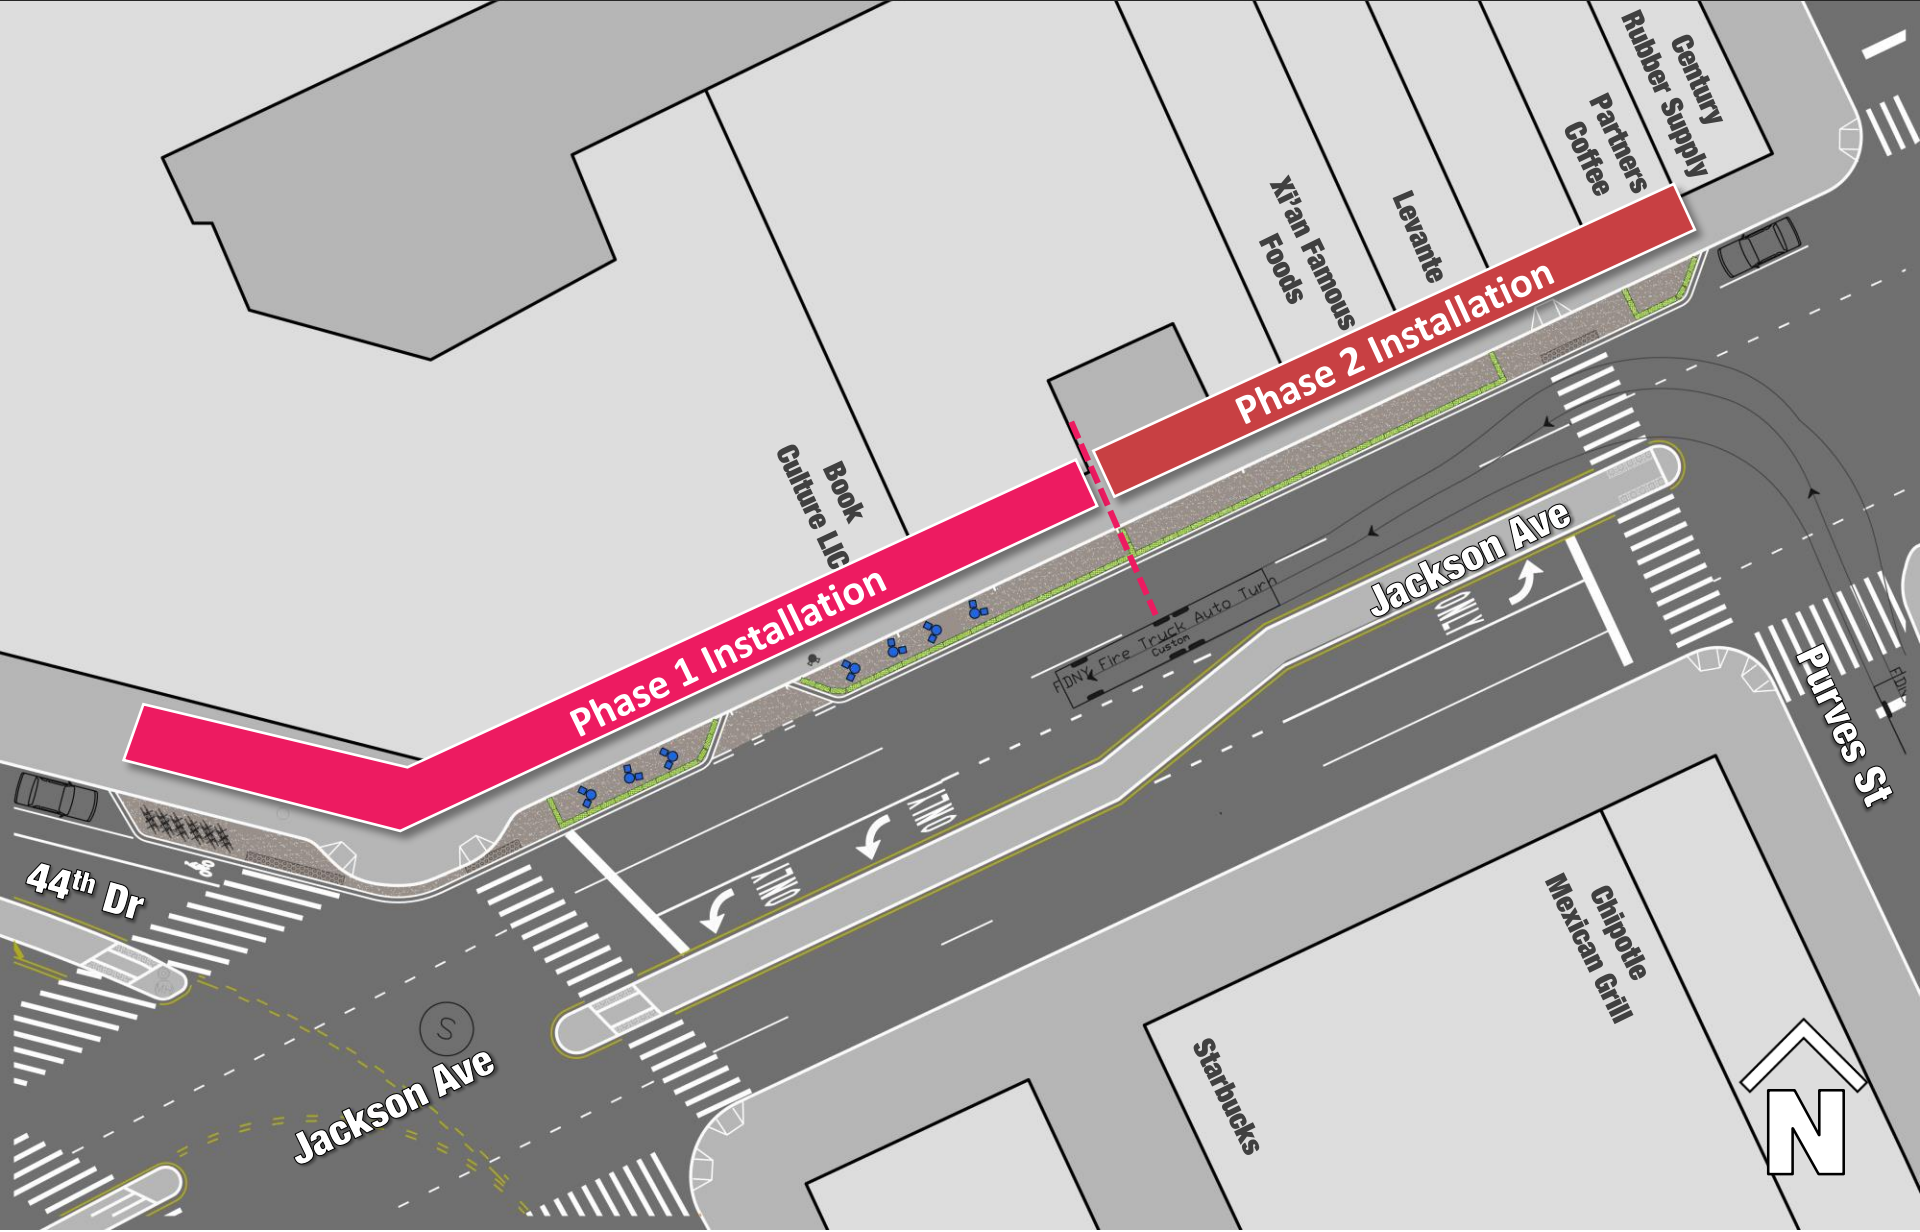 Century
Rubber Supply
Partners
Coffee
Xi'an Famous
Foods
Levante
Phase 2 Installation
Book
Culture LIC
Phase 1 Installation
Jackson Ave
ONLY
FDNY Fire Truck Auto Turn
Custom
Purves St
ONLY
ONLY
44th Dr
S
Jackson Ave
Chipotle
Mexican Grill
Starbucks
N